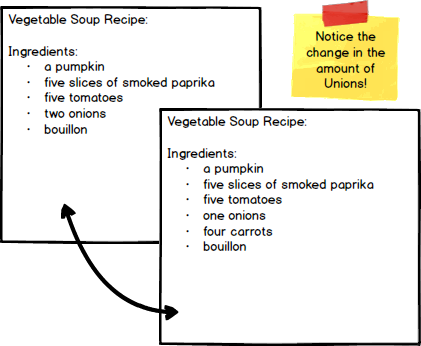 Vegetable Soup Recipe:
Ingredients:
· a pumpkin
· five slices of smoked paprika
· five tomatoes
· two onions
· bouillon
Notice the
change in the
amount of
Unions!
Vegetable Soup Recipe:
Ingredients:
· a pumpkin
· five slices of smoked paprika
· five tomatoes
· one onions
· four carrots
· bouillon